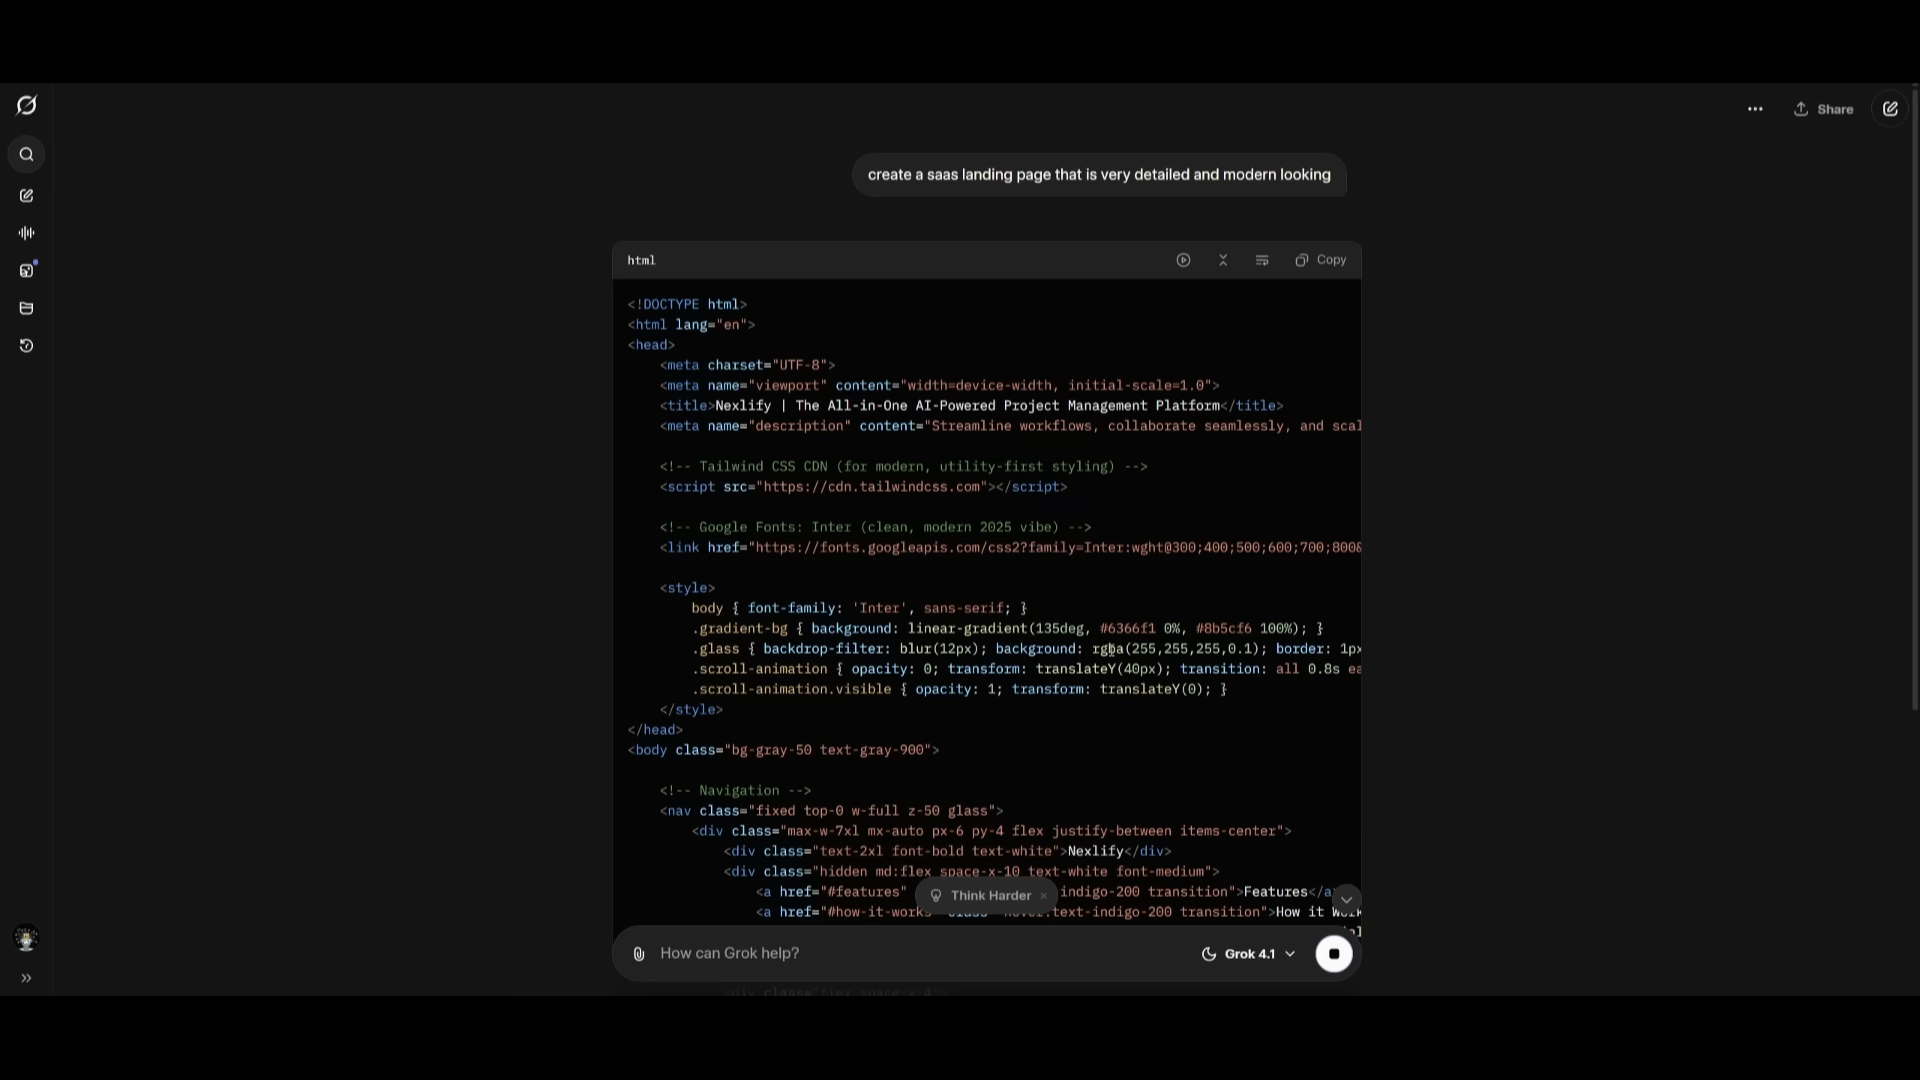 Share
create a saas landing page that is very detailed and modern looking
html
Copy
<!DOCTYPE html>
<html lang="en">
<head>
<meta charset="UTF-8">
<meta name="viewport" content="width=device-width, initial-scale=1.0">
<title>Nexlify | The All-in-One AI-Powered Project Management Platform</title>
<meta name="description" content="Streamline workflows, collaborate seamlessly, and scal
<!-- Tailwind CSS CDN (for modern, utility-first styling) -->
<script src="https://cdn.tailwindcss.com"></script>
<!-- Google Fonts: Inter (clean, modern 2025 vibe) -->
<link href="https://fonts.googleapis.com/css2?family=Inter:wght@300;400;500;600;700;800&
<style>
body { font-family: 'Inter', sans-serif; }
.gradient-bg { background: linear-gradient(135deg, #6366f1 0%, #8b5cf6 100%); }
.glass { backdrop-filter: blur(12px); background: rgba(255,255,255,0.1); border: 1px
.scroll-animation { opacity: 0; transform: translateY(40px); transition: all 0.8s ea
.scroll-animation.visible { opacity: 1; transform: translateY(0); }
</style>
</head>
<body class="bg-gray-50 text-gray-900">
<!-- Navigation -->
<nav class="fixed top-0 w-full z-50 glass">
<div class="max-w-7xl mx-auto px-6 py-4 flex justify-between items-center">
<div class="text-2xl font-bold text-white">Nexlify</div>
<div class="hidden md:flex space-x-10 text-white font-medium">
<a href="#features" indigo-200 transition">Features</a
<a href="#how-it-works class hover:text-indigo-200 transition">How it Work
Think Harder ×
How can Grok help?
Grok 4.1
<div class="flex space-x-4">